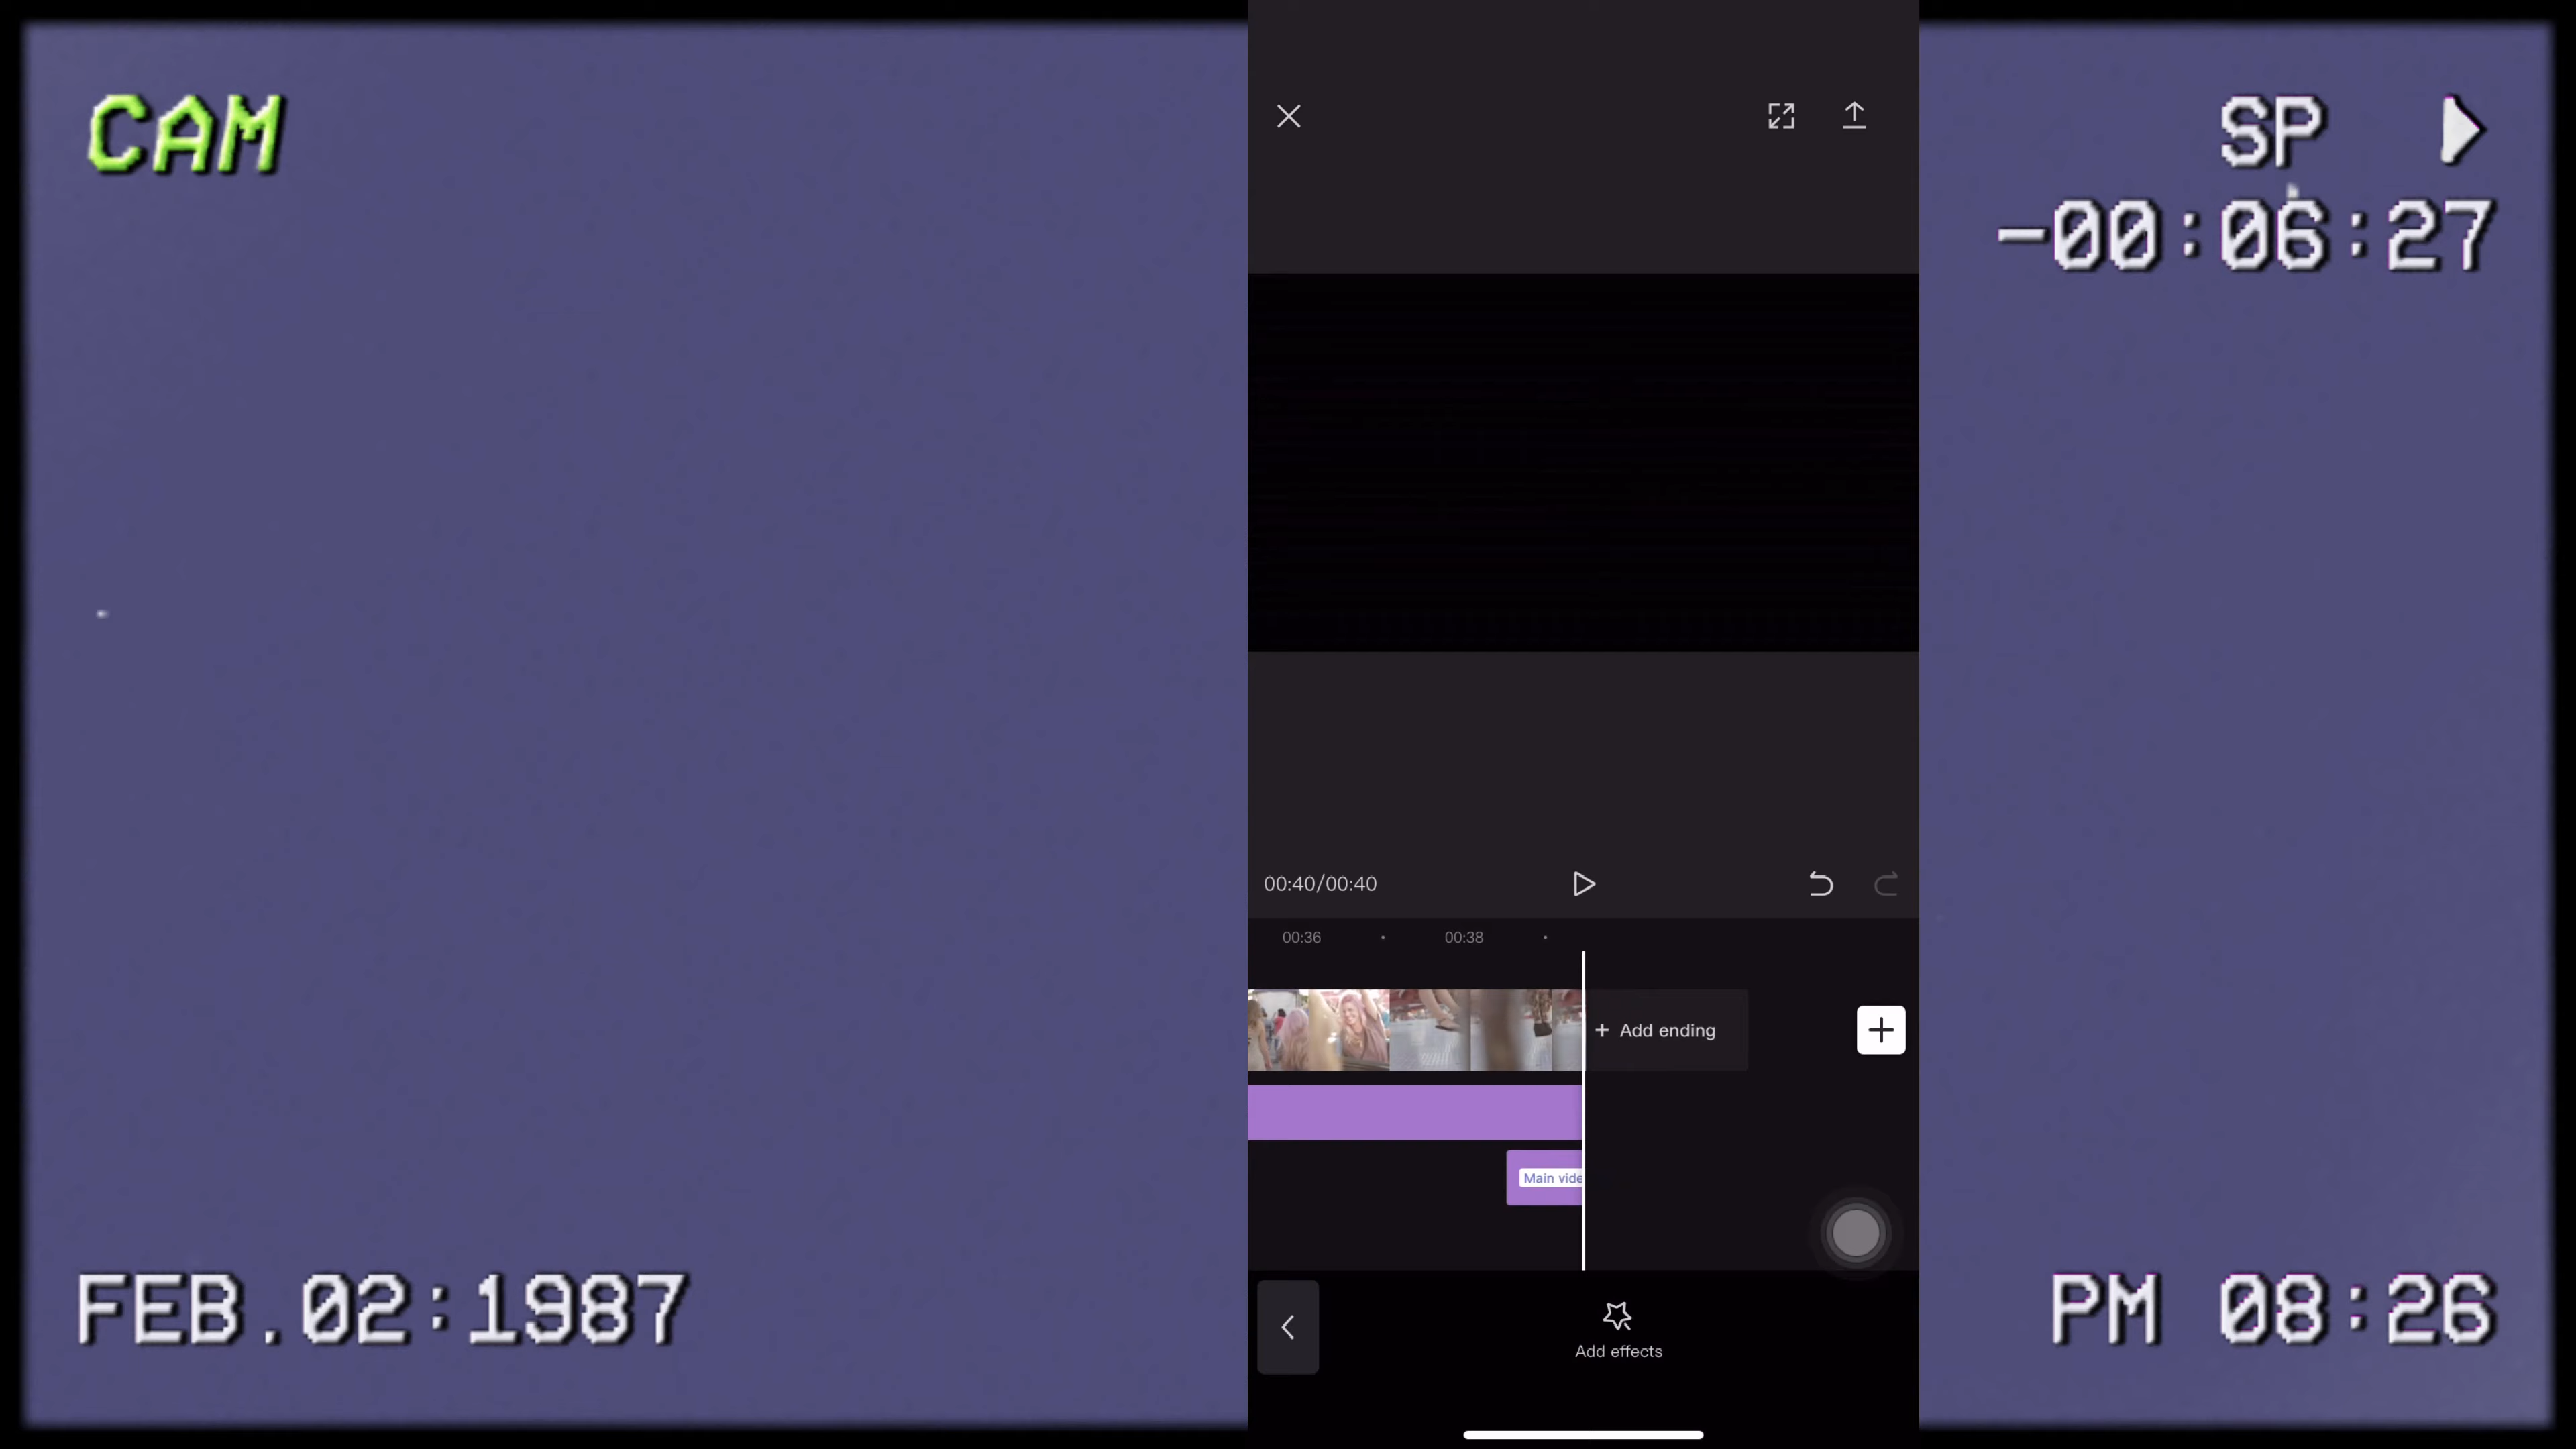 CAM
SP
-00:06:27
00:40/00:40
00:36
00:38
+ Add ending
Main vide
Add effects
FEB.02:1987
PM 08:26